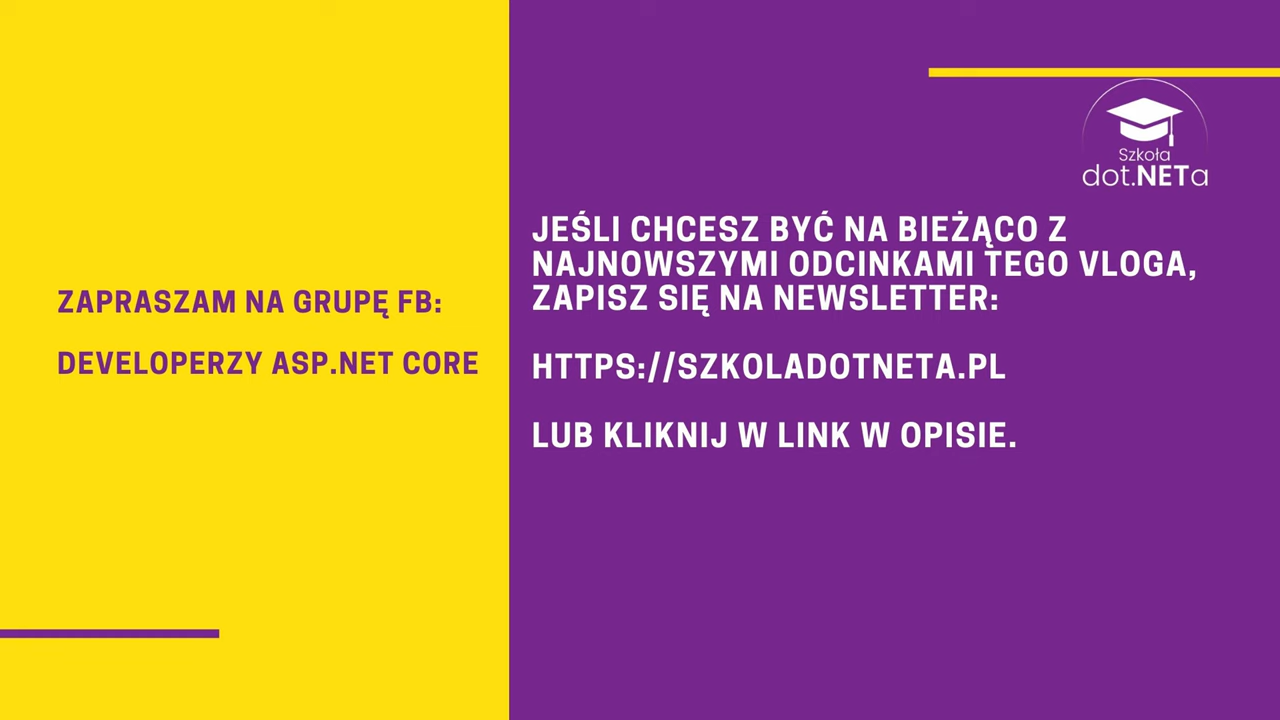 ZAPRASZAM NA GRUPĘ FB:
DEVELOPERZY ASP.NET CORE
Szkoła
dot.NETa
JEŚLI CHCESZ BYĆ NA BIEŻĄCO Z
NAJNOWSZYMI ODCINKAMI TEGO VLOGA,
ZAPISZ SIĘ NA NEWSLETTER:
HTTPS://SZKOLADOTNETA.PL
LUB KLIKNIJ W LINK W OPISIE.